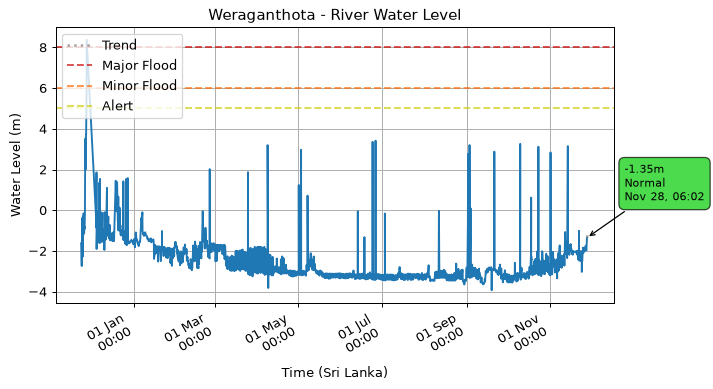 Weraganthota - River Water Level
Trend
Major Flood
Minor Flood
Alert
Water Level (m)
8
6
4
2
0
−2
−4
-1.35m
Normal
Nov 28, 06:02
01 Jan
00:00
01 Mar
00:00
01 May
00:00
01 Jul
00:00
01 Sep
00:00
01 Nov
00:00
Time (Sri Lanka)